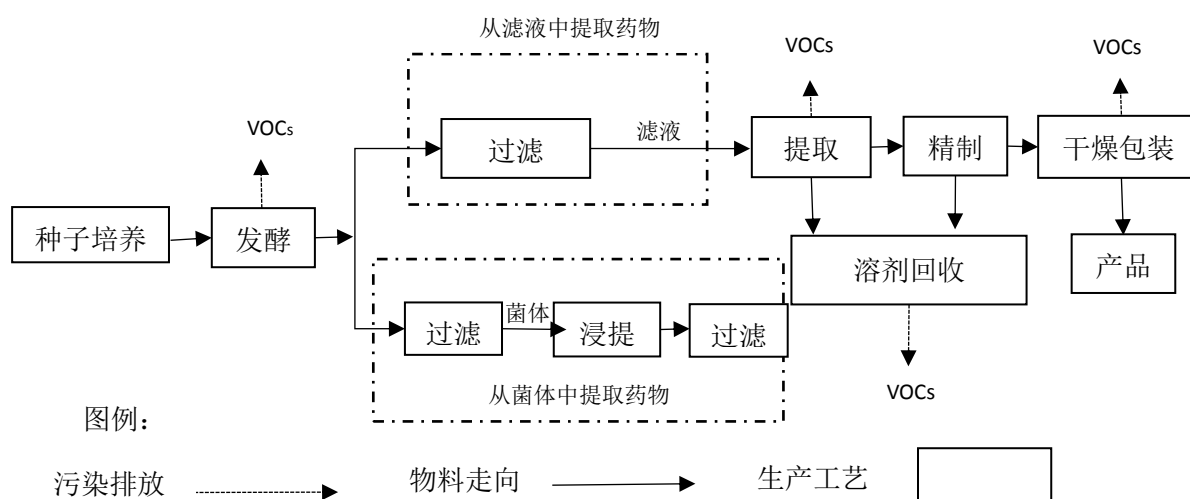 从滤液中提取药物
VOCs
VOCs
VOCs
过滤
滤液
提取
精制
干燥包装
种子培养
发酵
溶剂回收
产品
过滤
菌体
浸提
过滤
从菌体中提取药物
VOCs
图例：
污染排放
物料走向
生产工艺